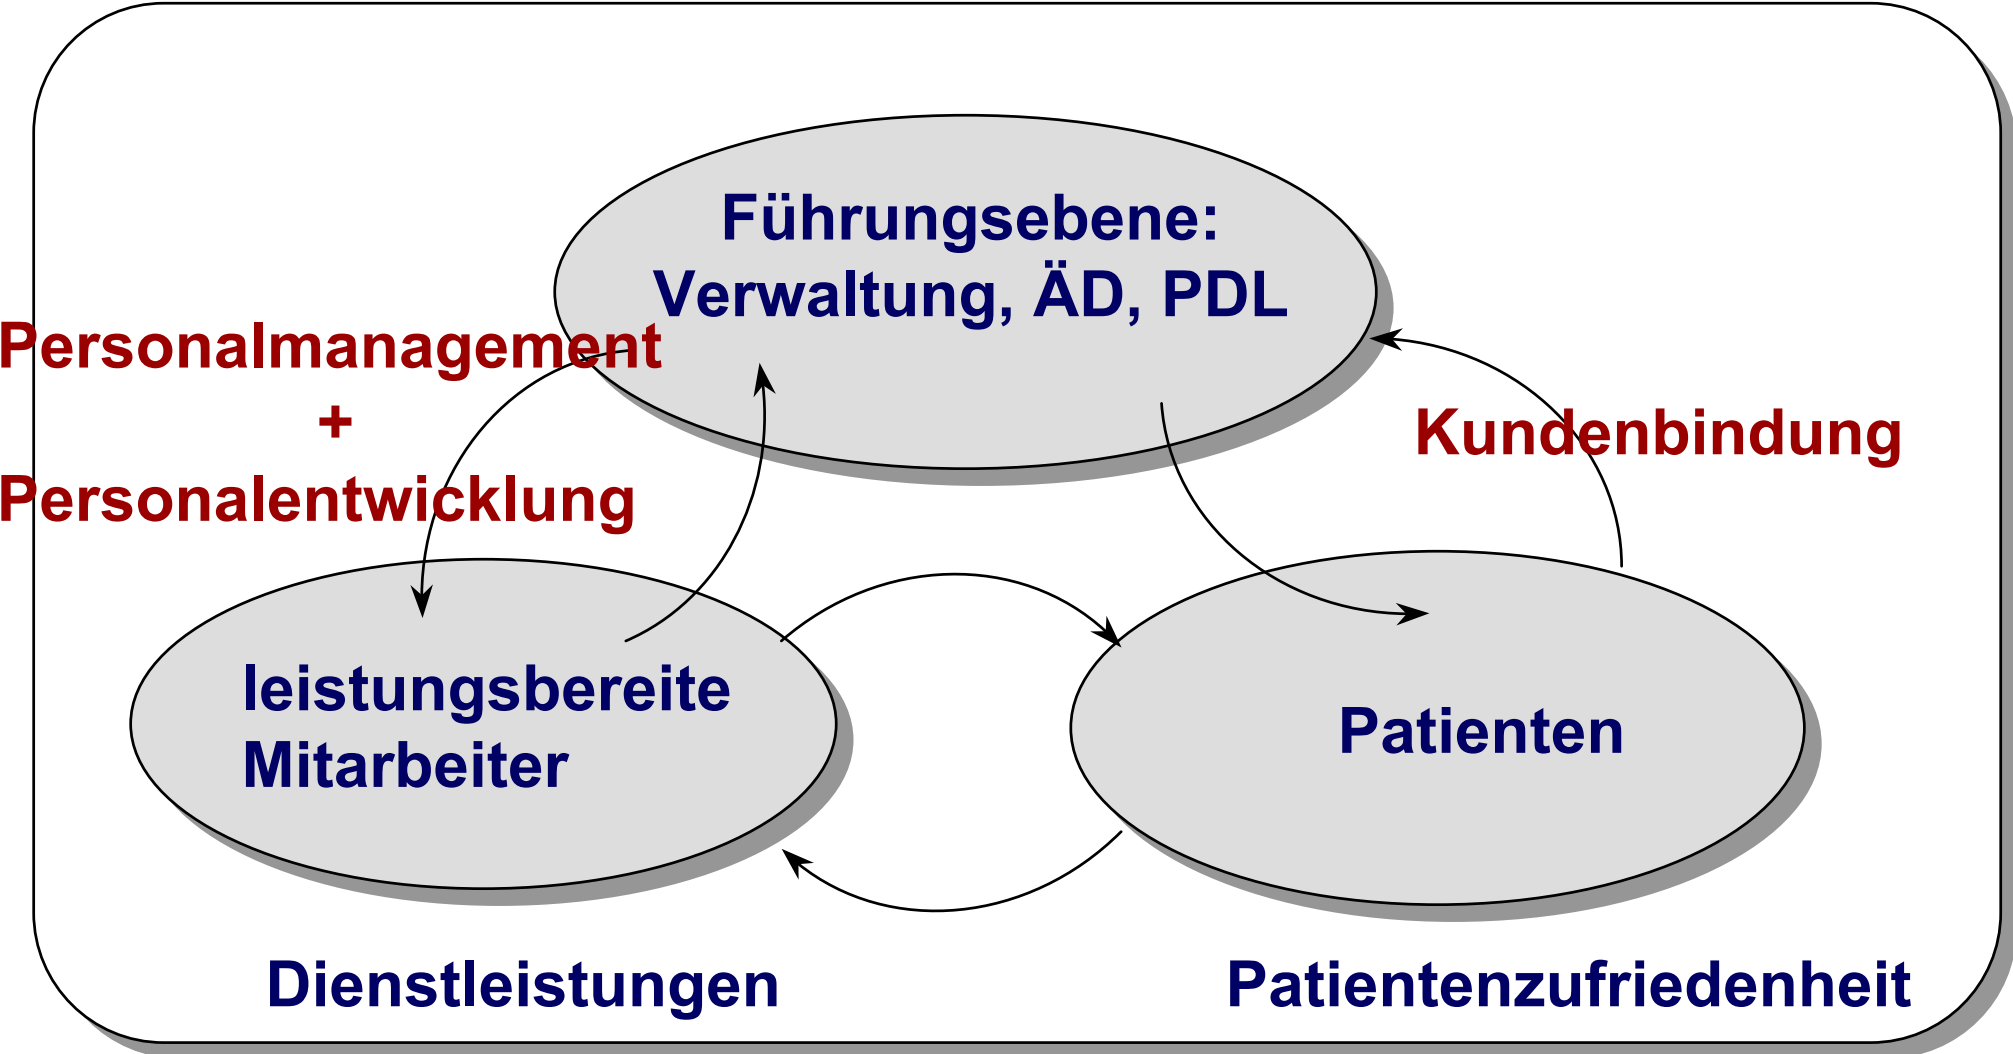 Führungsebene:
Verwaltung, ÄD, PDL
Personalmanagement
+
Personalentwicklung
Kundenbindung
leistungsbereite
Mitarbeiter
Patienten
Dienstleistungen
Patientenzufriedenheit